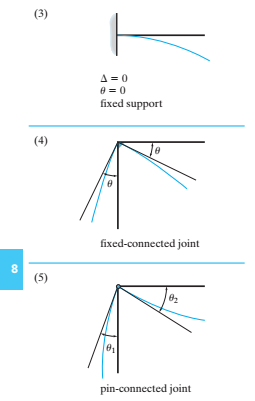 (3)
Δ = 0
θ = 0
fixed support
(4)
θ
θ
fixed-connected joint
8
(5)
θ2
θ1
pin-connected joint